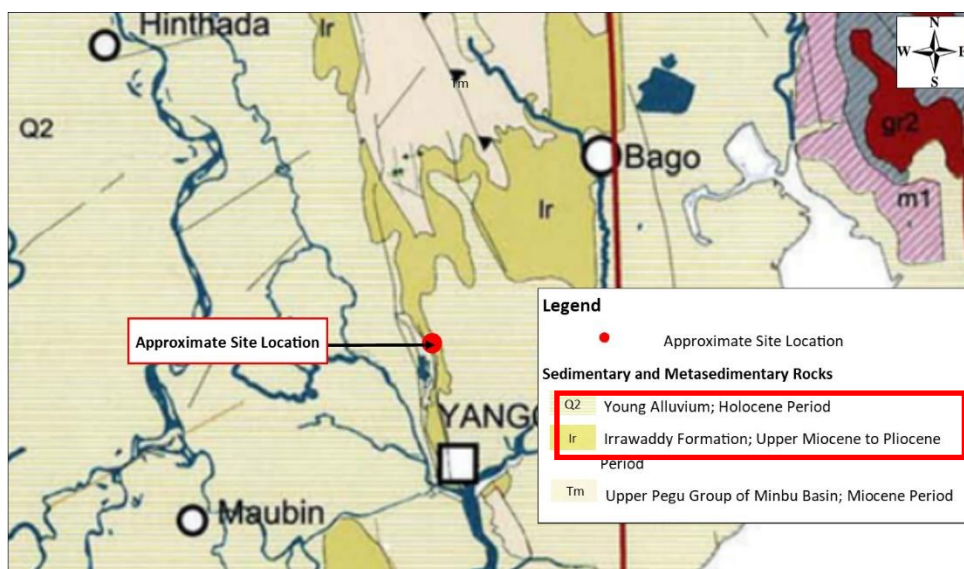 Hinthada
Ir
Tm
N
W E
S
Q2
gr2
Bago
m1
Ir
Legend
Approximate Site Location
Approximate Site Location
Sedimentary and Metasedimentary Rocks
Q2 Young Alluvium; Holocene Period
YANGO
Ir Irrawaddy Formation; Upper Miocene to Pliocene
Period
Tm Upper Pegu Group of Minbu Basin; Miocene Period
Maubin